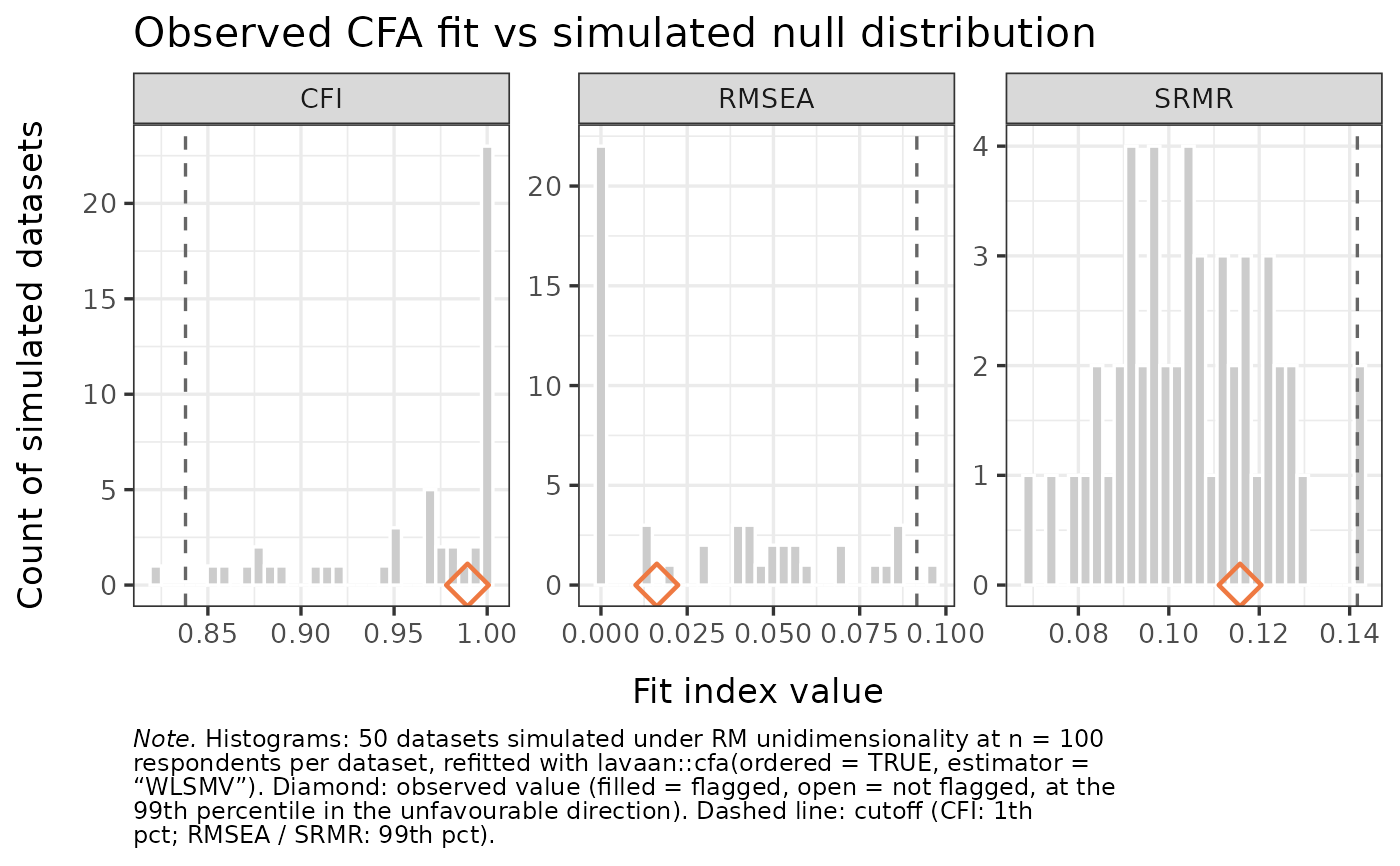 Observed CFA fit vs simulated null distribution
CFI
RMSEA
SRMR
Count of simulated datasets
0
5
10
15
20
0
5
10
15
20
0
1
2
3
4
0.85 0.90 0.95 1.00
0.000 0.025 0.050 0.075 0.100
0.08 0.10 0.12 0.14
Fit index value
Note. Histograms: 50 datasets simulated under RM unidimensionality at n = 100
respondents per dataset, refitted with lavaan::cfa(ordered = TRUE, estimator =
“WLSMV”). Diamond: observed value (filled = flagged, open = not flagged, at the
99th percentile in the unfavourable direction). Dashed line: cutoff (CFI: 1th
pct; RMSEA / SRMR: 99th pct).